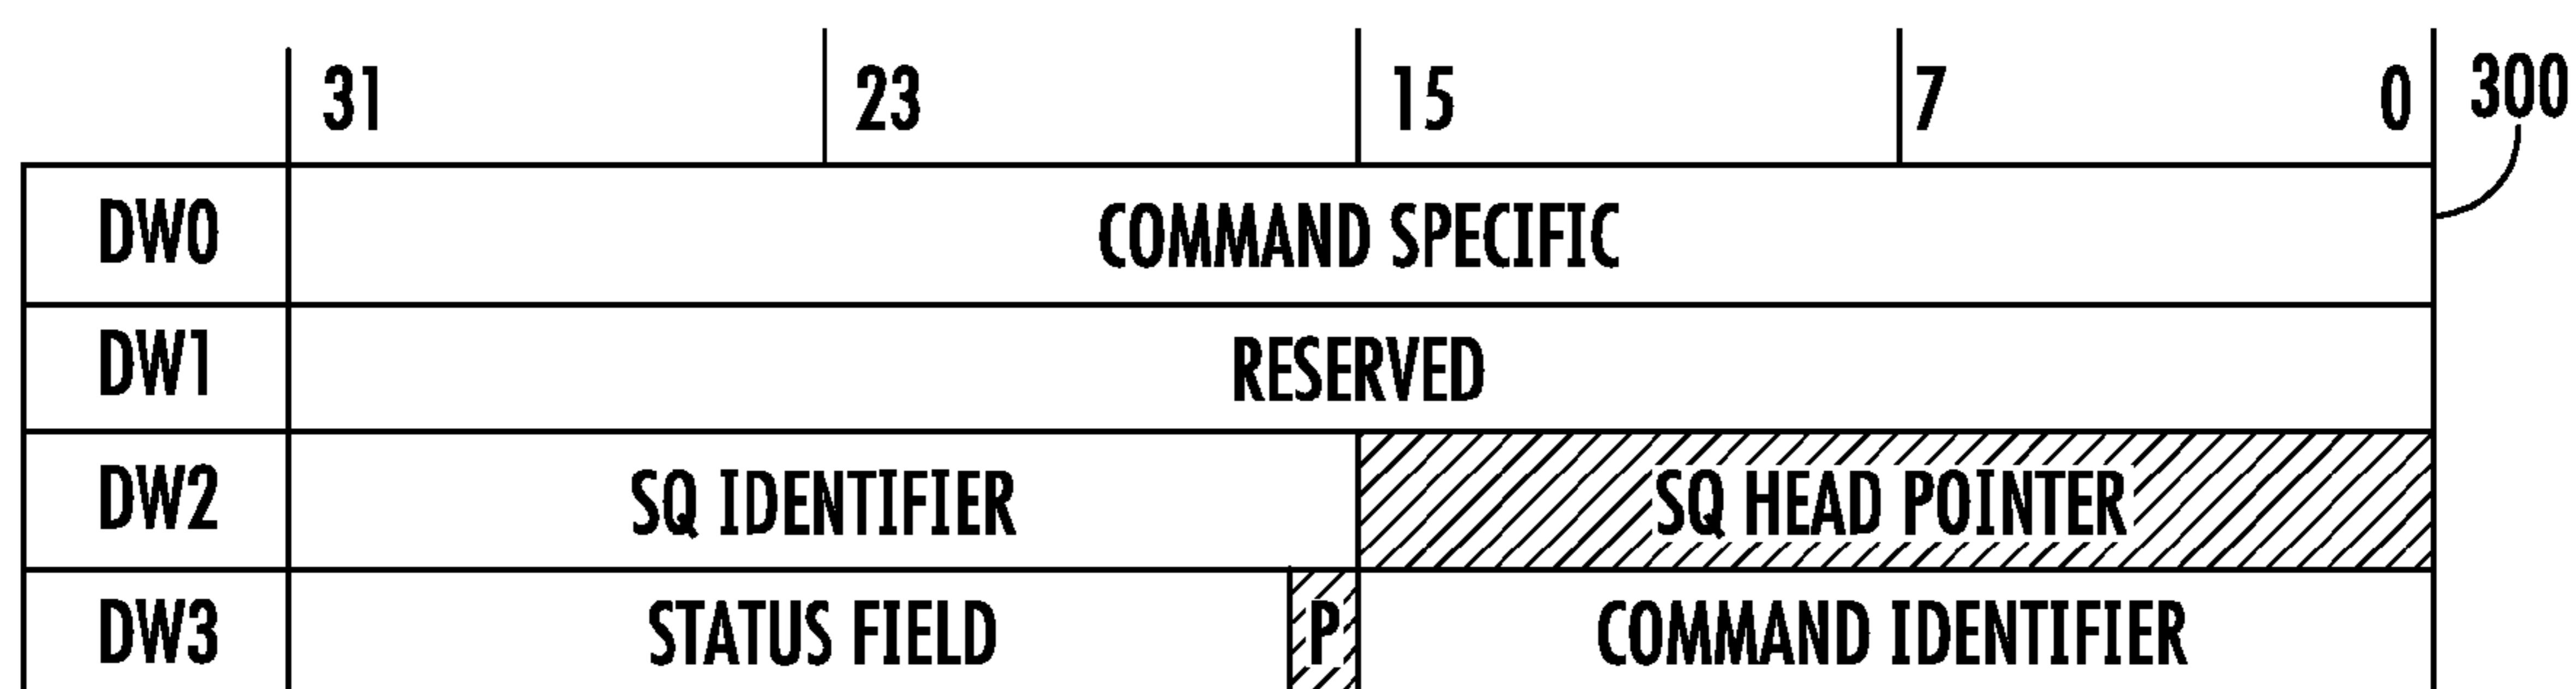 31 23 15 7 0 300
DW0 COMMAND SPECIFIC
DW1 RESERVED
DW2 SQ IDENTIFIER SQ HEAD POINTER
DW3 STATUS FIELD P COMMAND IDENTIFIER